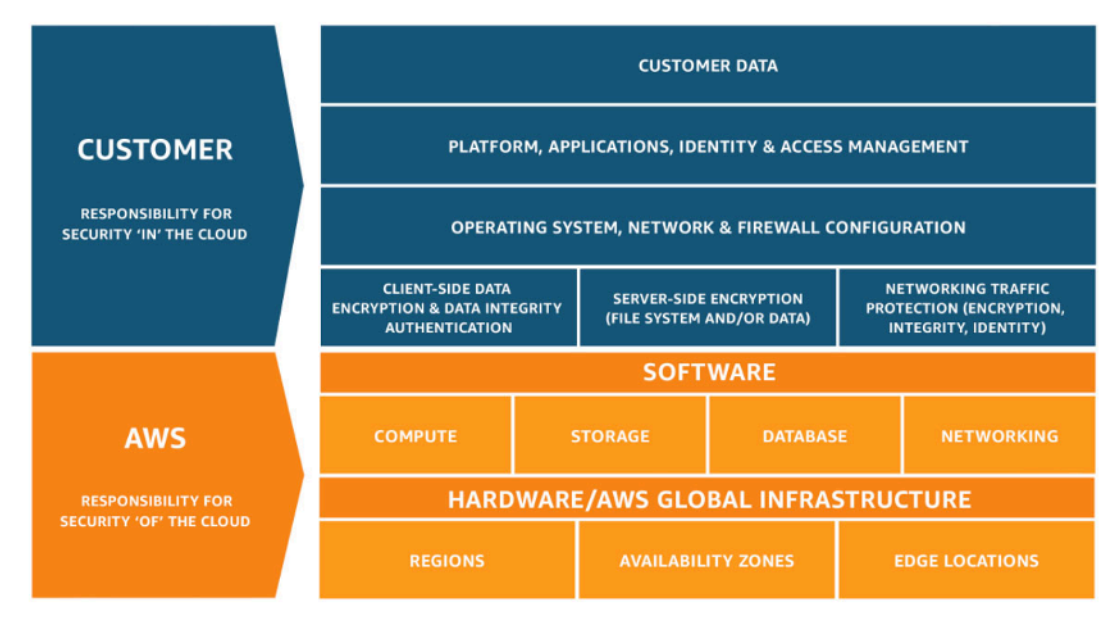 CUSTOMER
RESPONSIBILITY FOR
SECURITY ‘IN’ THE CLOUD
CUSTOMER DATA
PLATFORM, APPLICATIONS, IDENTITY & ACCESS MANAGEMENT
OPERATING SYSTEM, NETWORK & FIREWALL CONFIGURATION
CLIENT-SIDE DATA
ENCRYPTION & DATA INTEGRITY
AUTHENTICATION
SERVER-SIDE ENCRYPTION
(FILE SYSTEM AND/OR DATA)
NETWORKING TRAFFIC
PROTECTION (ENCRYPTION,
INTEGRITY, IDENTITY)
AWS
RESPONSIBILITY FOR
SECURITY ‘OF’ THE CLOUD
SOFTWARE
COMPUTE
STORAGE
DATABASE
NETWORKING
HARDWARE/AWS GLOBAL INFRASTRUCTURE
REGIONS
AVAILABILITY ZONES
EDGE LOCATIONS